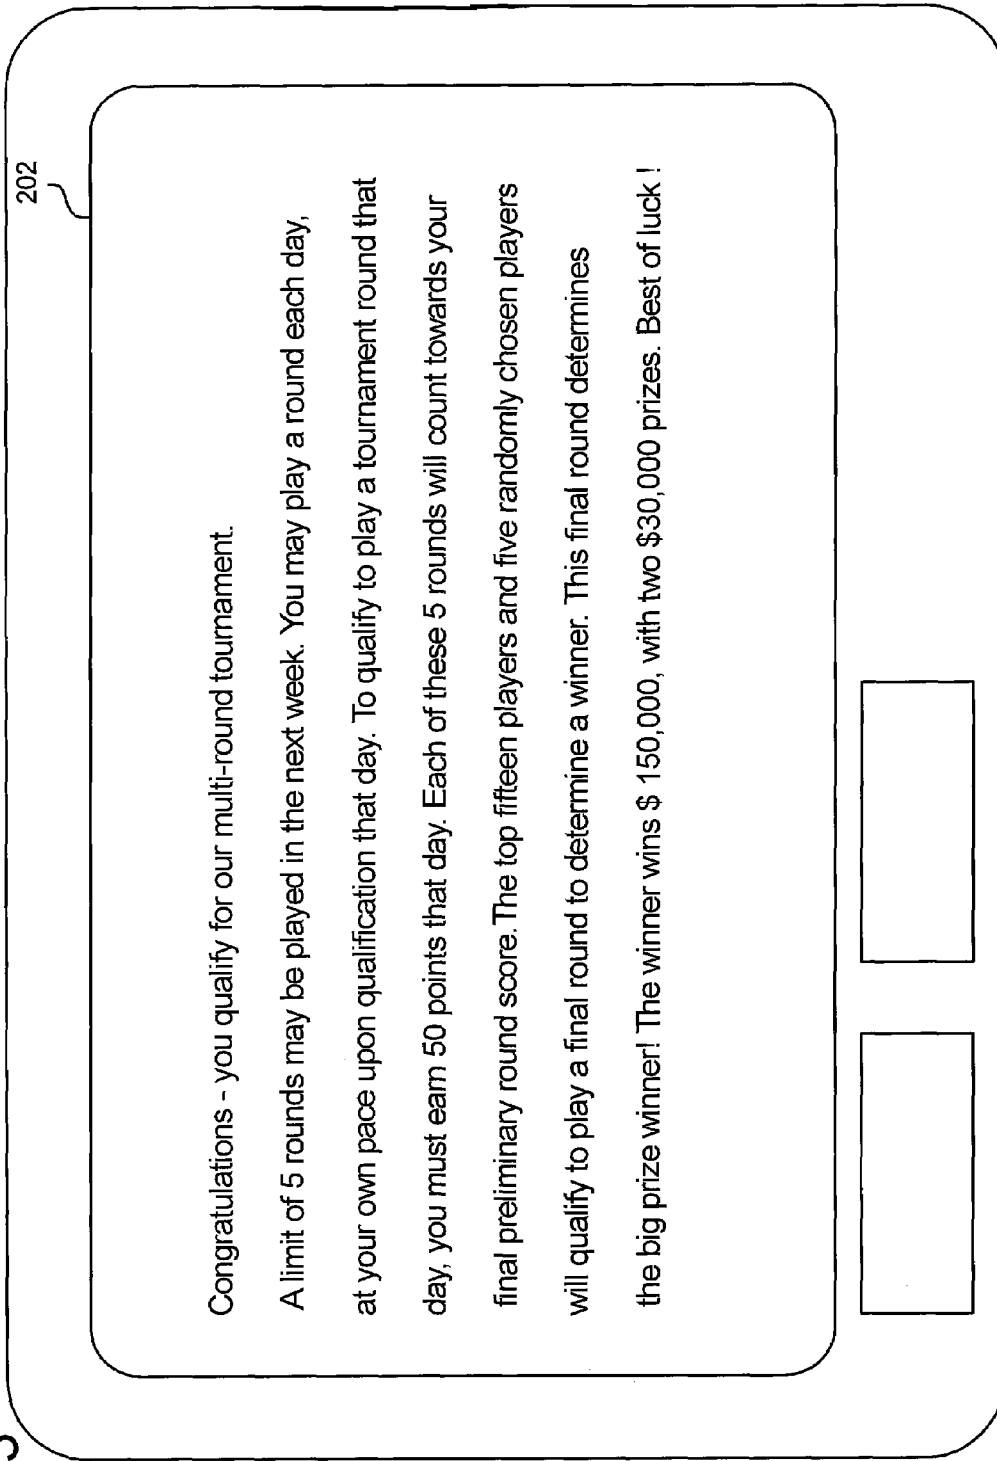 202
Congratulations - you qualify for our multi-round tournament.
A limit of 5 rounds may be played in the next week. You may play a round each day,
at your own pace upon qualification that day. To qualify to play a tournament round that
day, you must earn 50 points that day. Each of these 5 rounds will count towards your
final preliminary round score. The top fifteen players and five randomly chosen players
will qualify to play a final round to determine a winner. This final round determines
the big prize winner! The winner wins $ 150,000, with two $30,000 prizes. Best of luck !